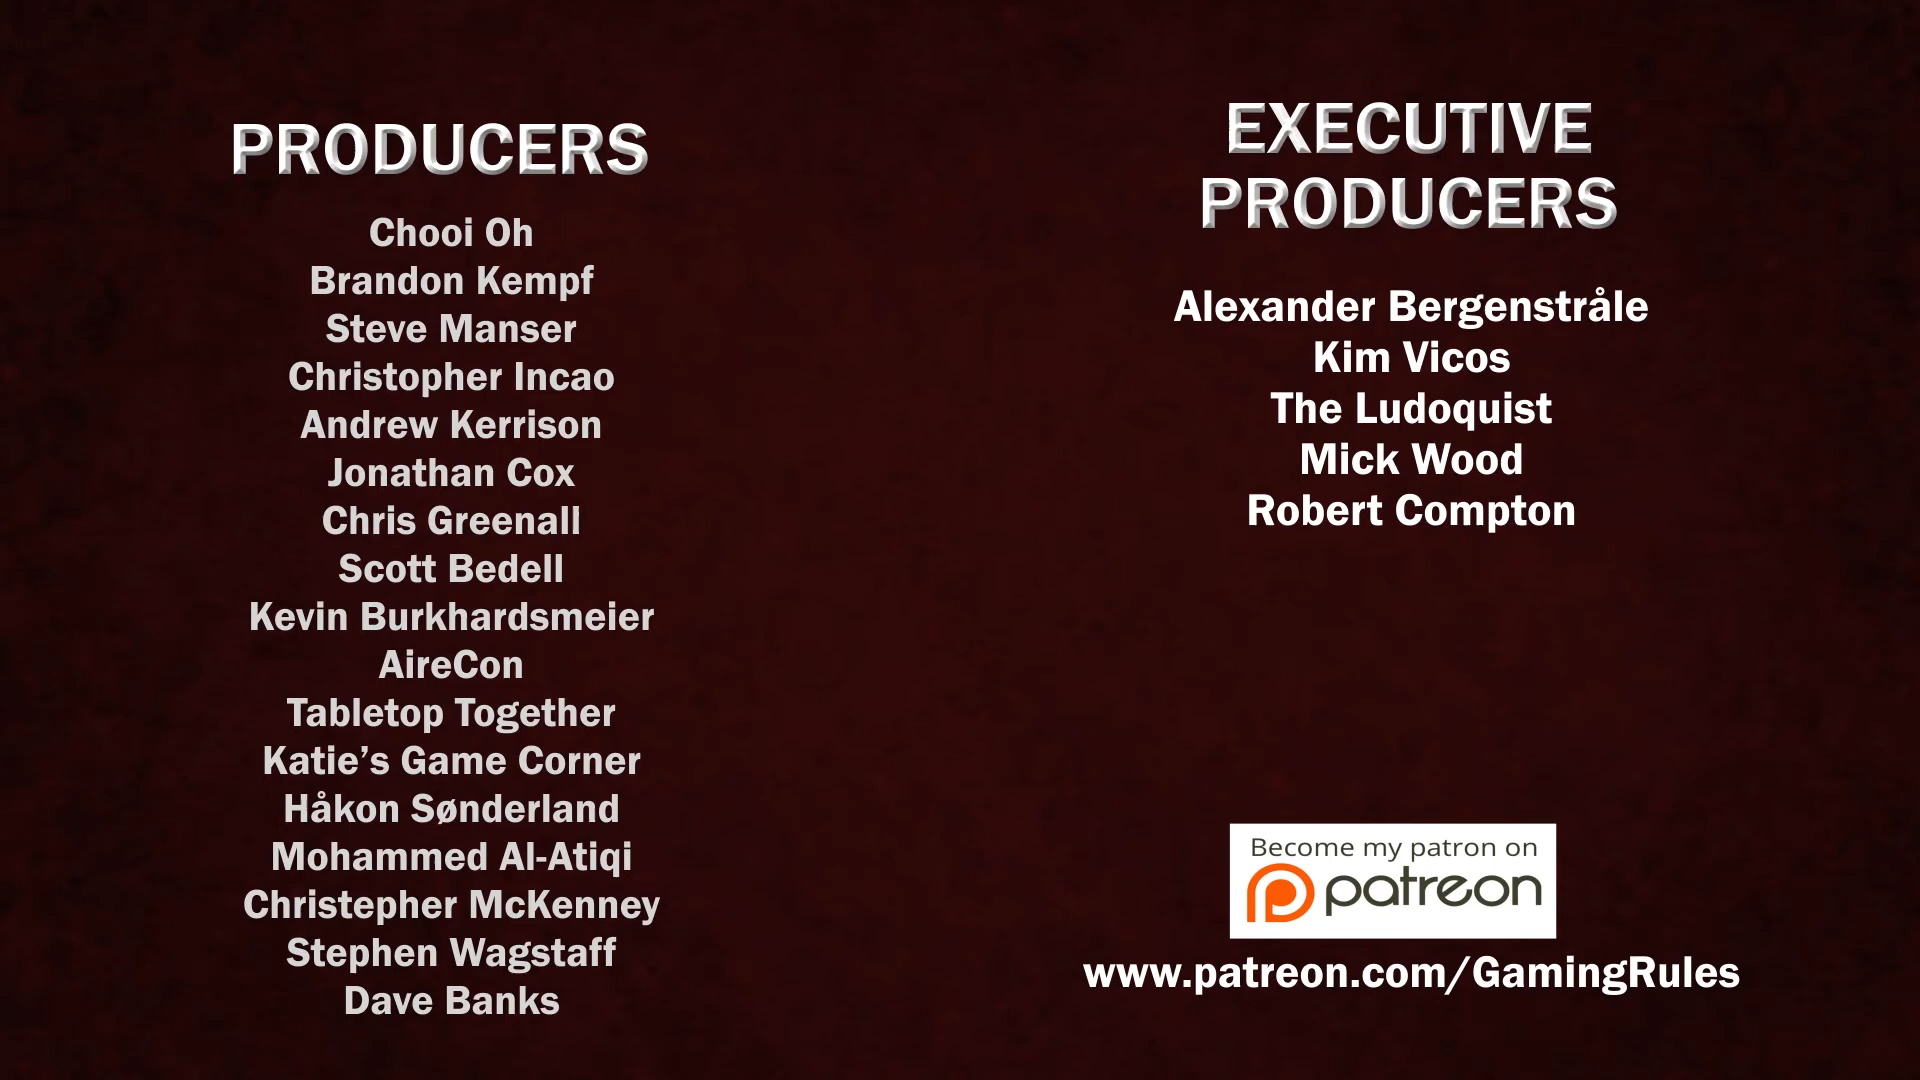 PRODUCERS
Chooi Oh
Brandon Kempf
Steve Manser
Christopher Incao
Andrew Kerrison
Jonathan Cox
Chris Greenall
Scott Bedell
Kevin Burkhardsmeier
AireCon
Tabletop Together
Katie’s Game Corner
Håkon Sønderland
Mohammed Al-Atiqi
Christepher McKenney
Stephen Wagstaff
Dave Banks
EXECUTIVE
PRODUCERS
Alexander Bergenstråle
Kim Vicos
The Ludoquist
Mick Wood
Robert Compton
Become my patron on
patreon
www.patreon.com/GamingRules